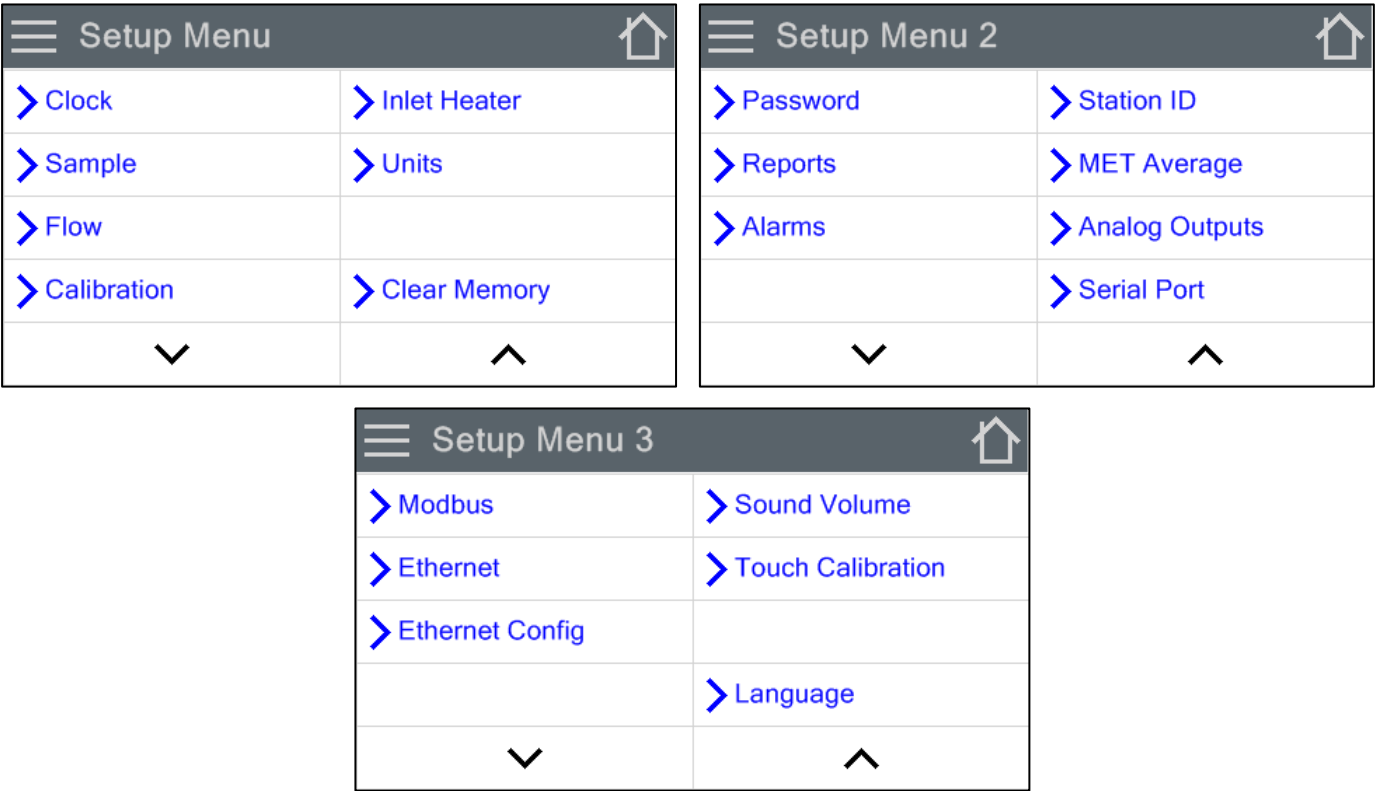 Setup Menu
Clock
Inlet Heater
Sample
Units
Flow
Calibration
Clear Memory
Setup Menu 2
Password
Station ID
Reports
MET Average
Alarms
Analog Outputs
Serial Port
Setup Menu 3
Modbus
Sound Volume
Ethernet
Touch Calibration
Ethernet Config
Language